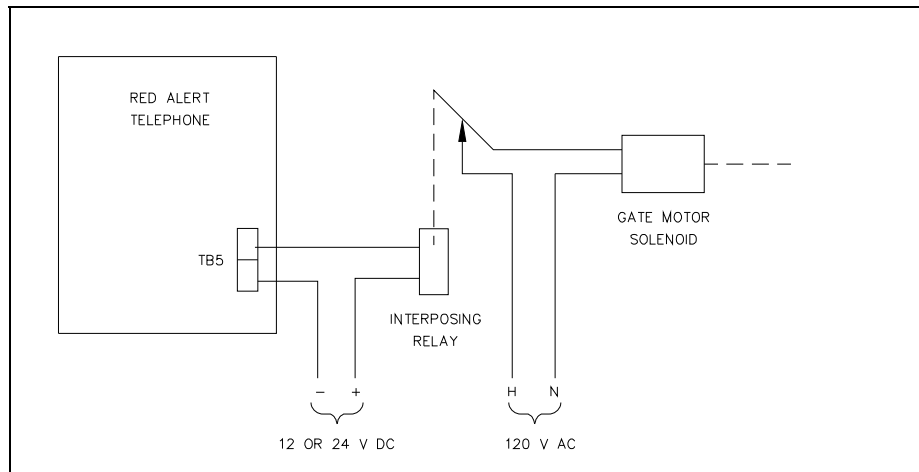 RED ALERT
TELEPHONE
TB5
INTERPOSING
RELAY
GATE MOTOR
SOLENOID
– +
12 OR 24 V DC
H N
120 V AC